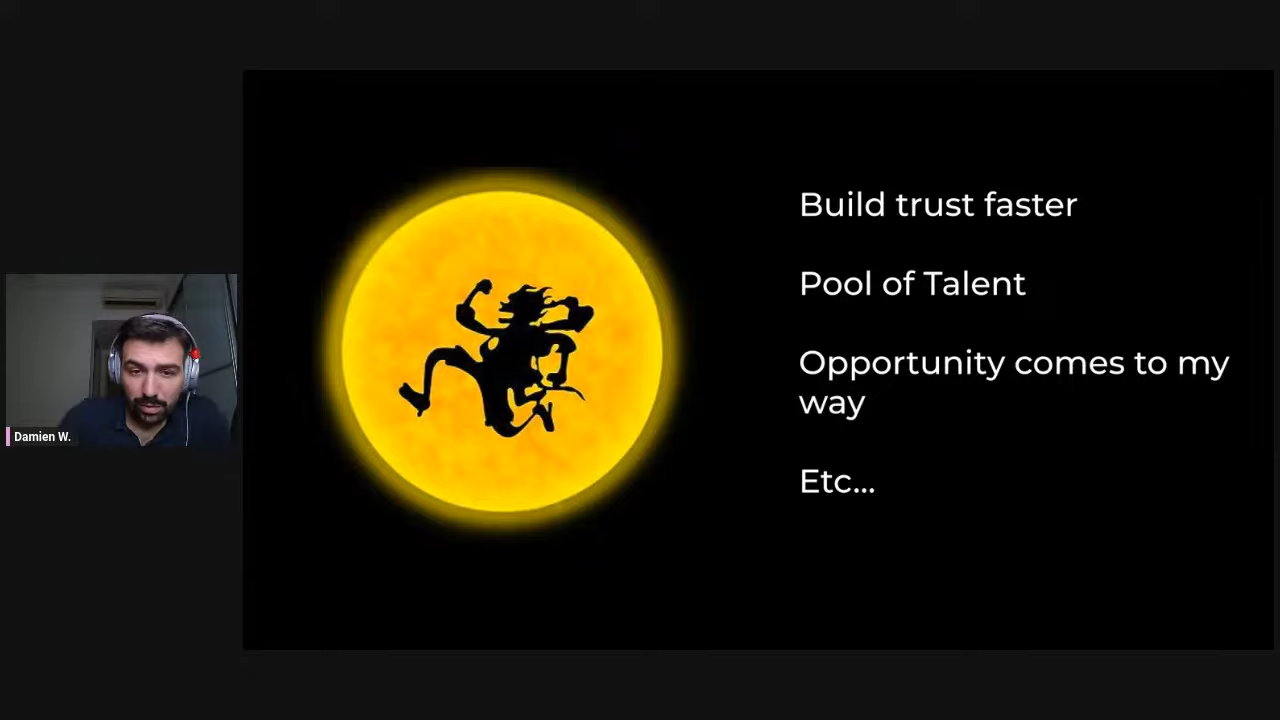 Build trust faster
Pool of Talent
Opportunity comes to my
way
Etc...
Damien W.